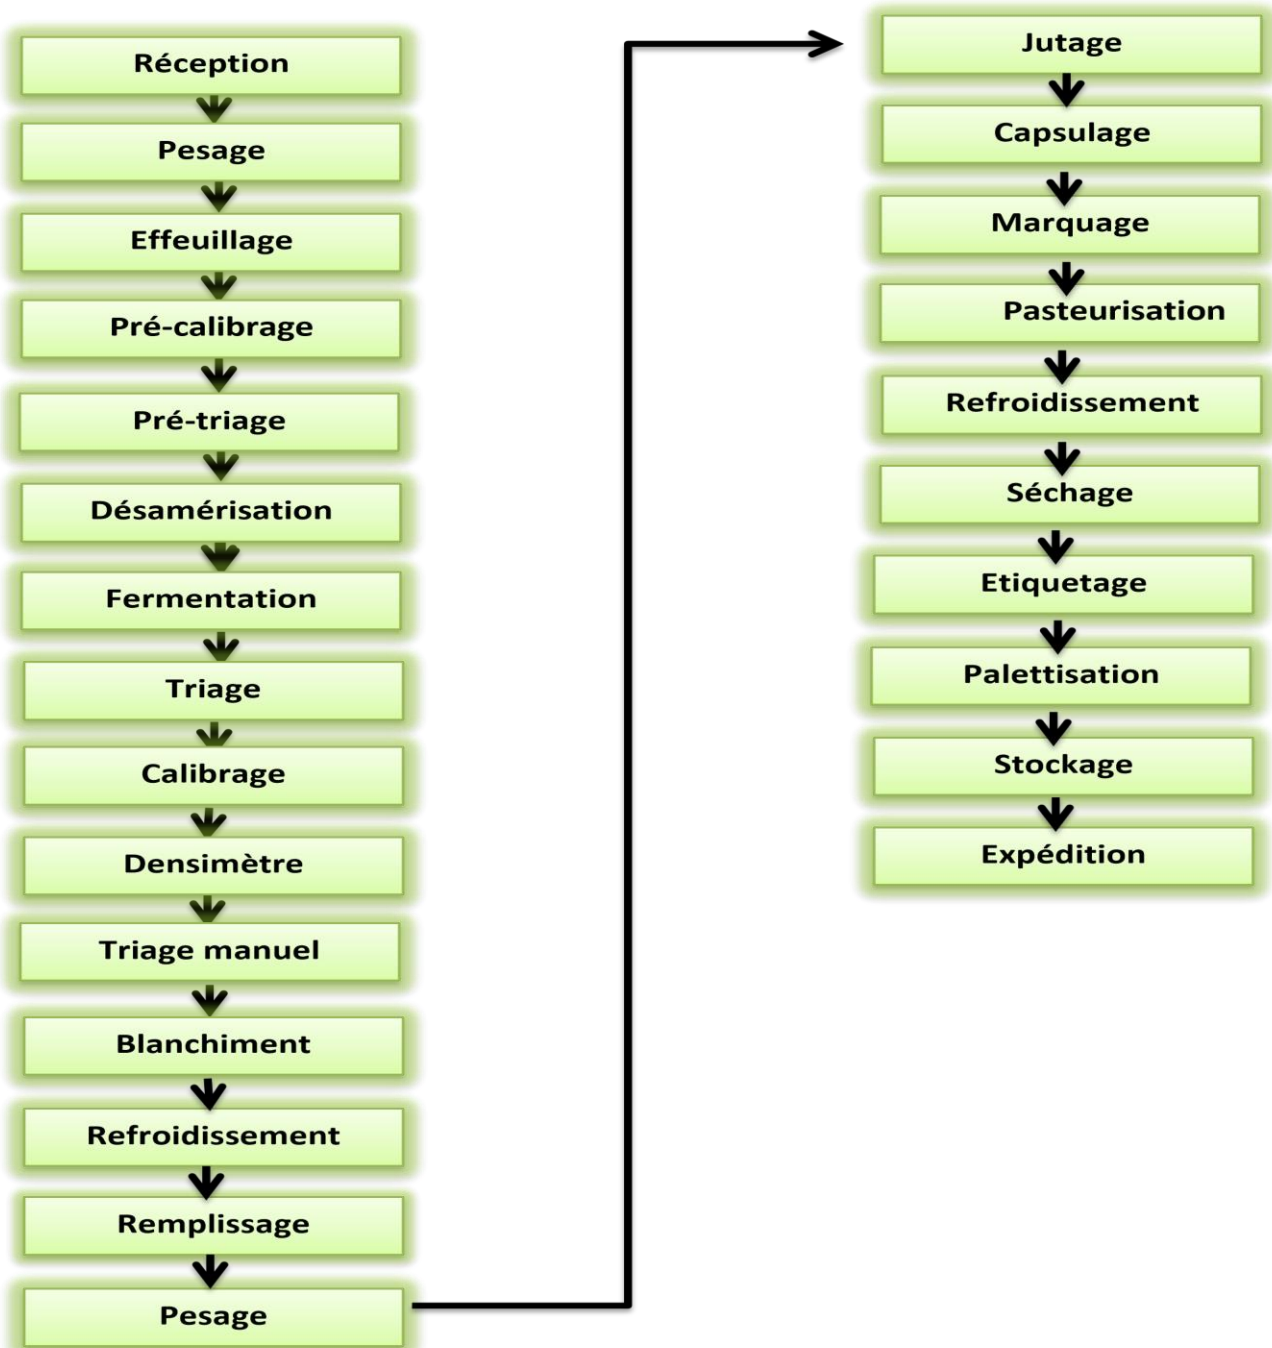 Réception
Pesage
Effeuillage
Pré-calibrage
Pré-triage
Désamérisation
Fermentation
Triage
Calibrage
Densimètre
Triage manuel
Blanchiment
Refroidissement
Remplissage
Pesage
Jutage
Capsulage
Marquage
Pasteurisation
Refroidissement
Séchage
Etiquetage
Palettisation
Stockage
Expédition